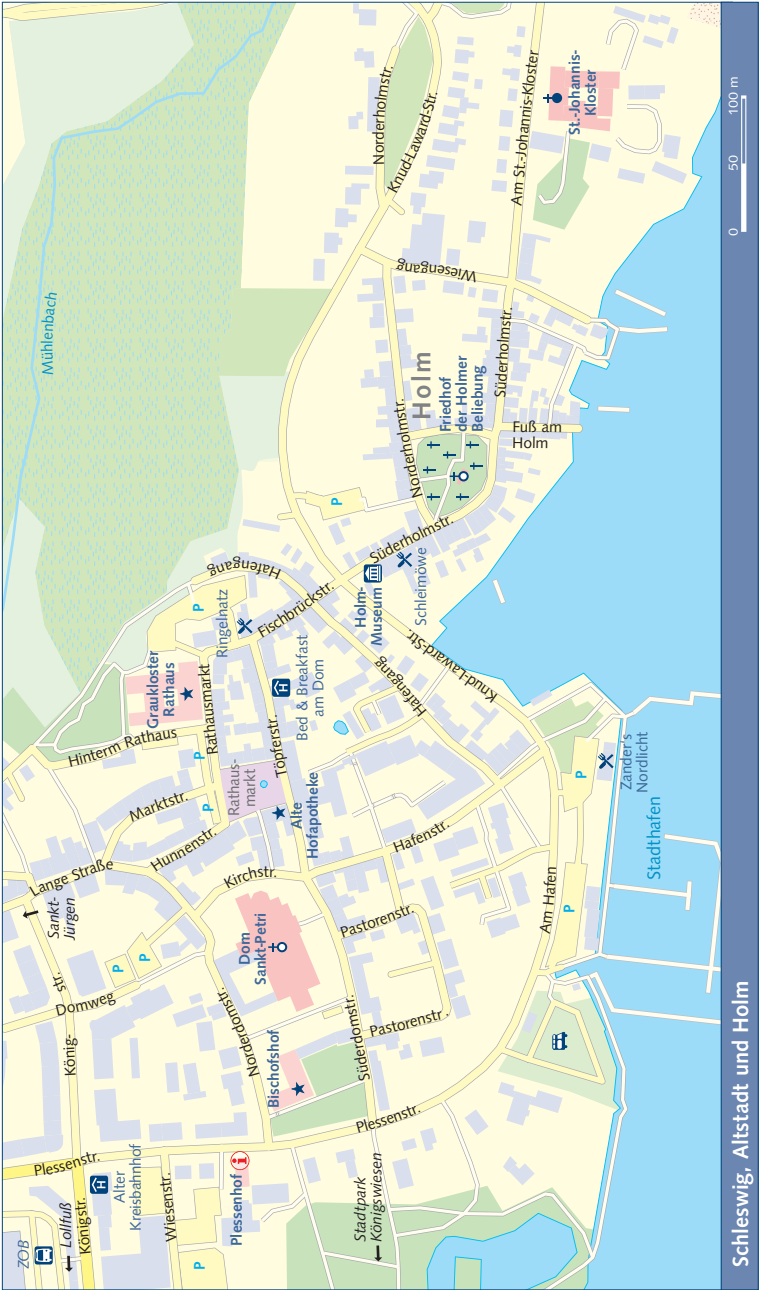 Schleswig, Altstadt und Holm
0
50
100 m
ZOB
Lollfuß
Königstr.
Alter
Kreisbahnhof
Plessenstr.
Wiesenstr.
P
Plessenhof
i
Stadtpark
Königswiesen
Plessenstr.
König-
str.
Domweg
P
P
Norderdomstr.
Bischofshof
Süderdomstr.
Pastorenstr.
Pastorenstr.
Dom
Sankt-Petri
Sankt-
Jürgen
Lange Straße
Kirchstr.
Hunnenstr.
Marktstr.
P
P
Hinterm Rathaus
Rathausmarkt
Rathaus-
markt
Töpferstr.
Alte
Hofapotheke
Hafenstr.
Am Hafen
P
P
Stadthafen
Zander's
Nordlicht
Graukloster
Rathaus
P
Ringelnatz
H
Bed & Breakfast
am Dom
H
Fischbrückstr.
Hafengang
Hafengang
Knud-Laward-Str.
Holm-
Museum
Schleimöwe
Süderholmstr.
P
Norderholmstr.
Holm
Friedhof
der Holmer
Beliebung
Süderholmstr.
Fuß am
Holm
Wiesengang
Mühlenbach
Norderholmstr.
Knud-Laward-Str.
Am St.-Johannis-Kloster
St.-Johannis-
Kloster